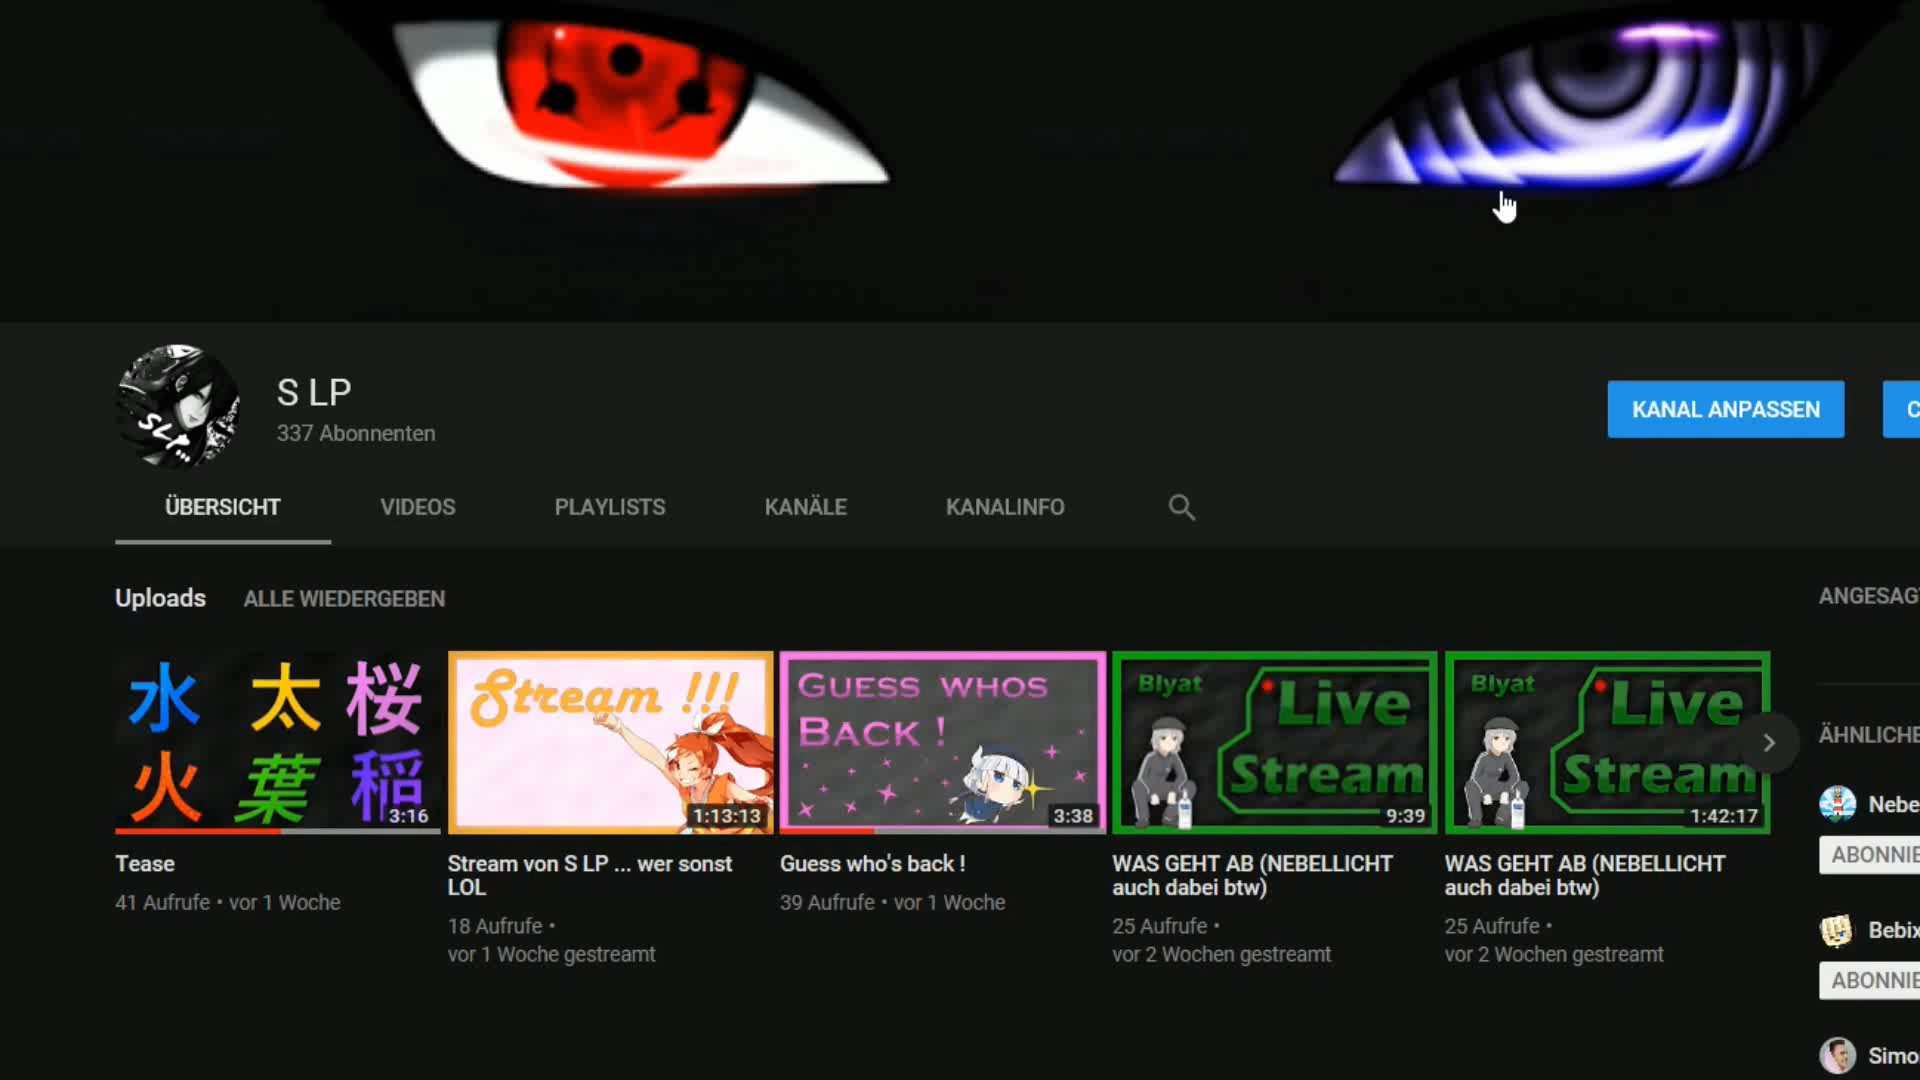 S LP
337 Abonnenten
KANAL ANPASSEN
ÜBERSICHT
VIDEOS
PLAYLISTS
KANÄLE
KANALINFO
Uploads
ALLE WIEDERGEBEN
水 太 桜
火 葉 稲
3:16
Tease
41 Aufrufe • vor 1 Woche
Stream !!!
1:13:13
Stream von S LP ... wer sonst
LOL
18 Aufrufe •
vor 1 Woche gestreamt
GUESS WHOS
BACK !
3:38
Guess who's back !
39 Aufrufe • vor 1 Woche
Blyat
Live
Stream
9:39
WAS GEHT AB (NEBELLICHT
auch dabei btw)
25 Aufrufe •
vor 2 Wochen gestreamt
Blyat
Live
Stream
1:42:17
WAS GEHT AB (NEBELLICHT
auch dabei btw)
25 Aufrufe •
vor 2 Wochen gestreamt
ANGESAG
ÄHNLICHE
Nebe
ABONNIE
Bebix
ABONNIE
Simo